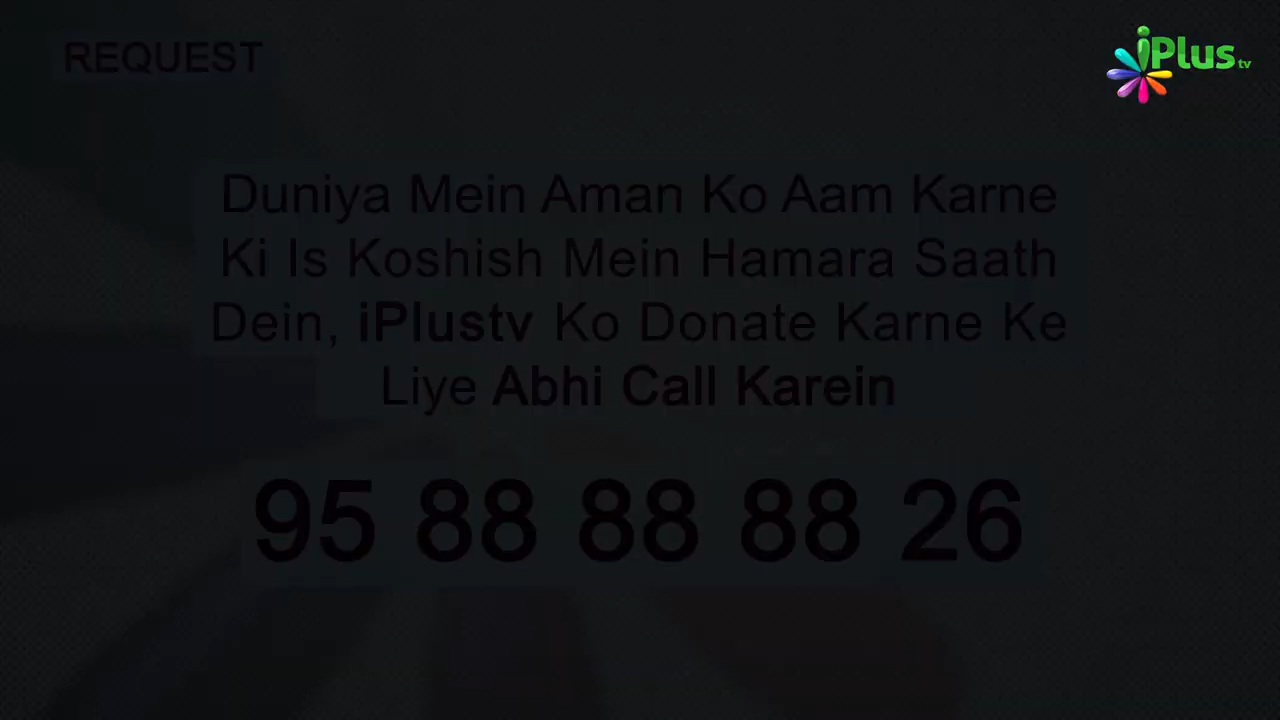 REQUEST
iPlus tv
Duniya Mein Aman Ko Aam Karne
Ki Is Koshish Mein Hamara Saath
Dein, iPlustv Ko Donate Karne Ke
Liye Abhi Call Karein
95 88 88 88 26